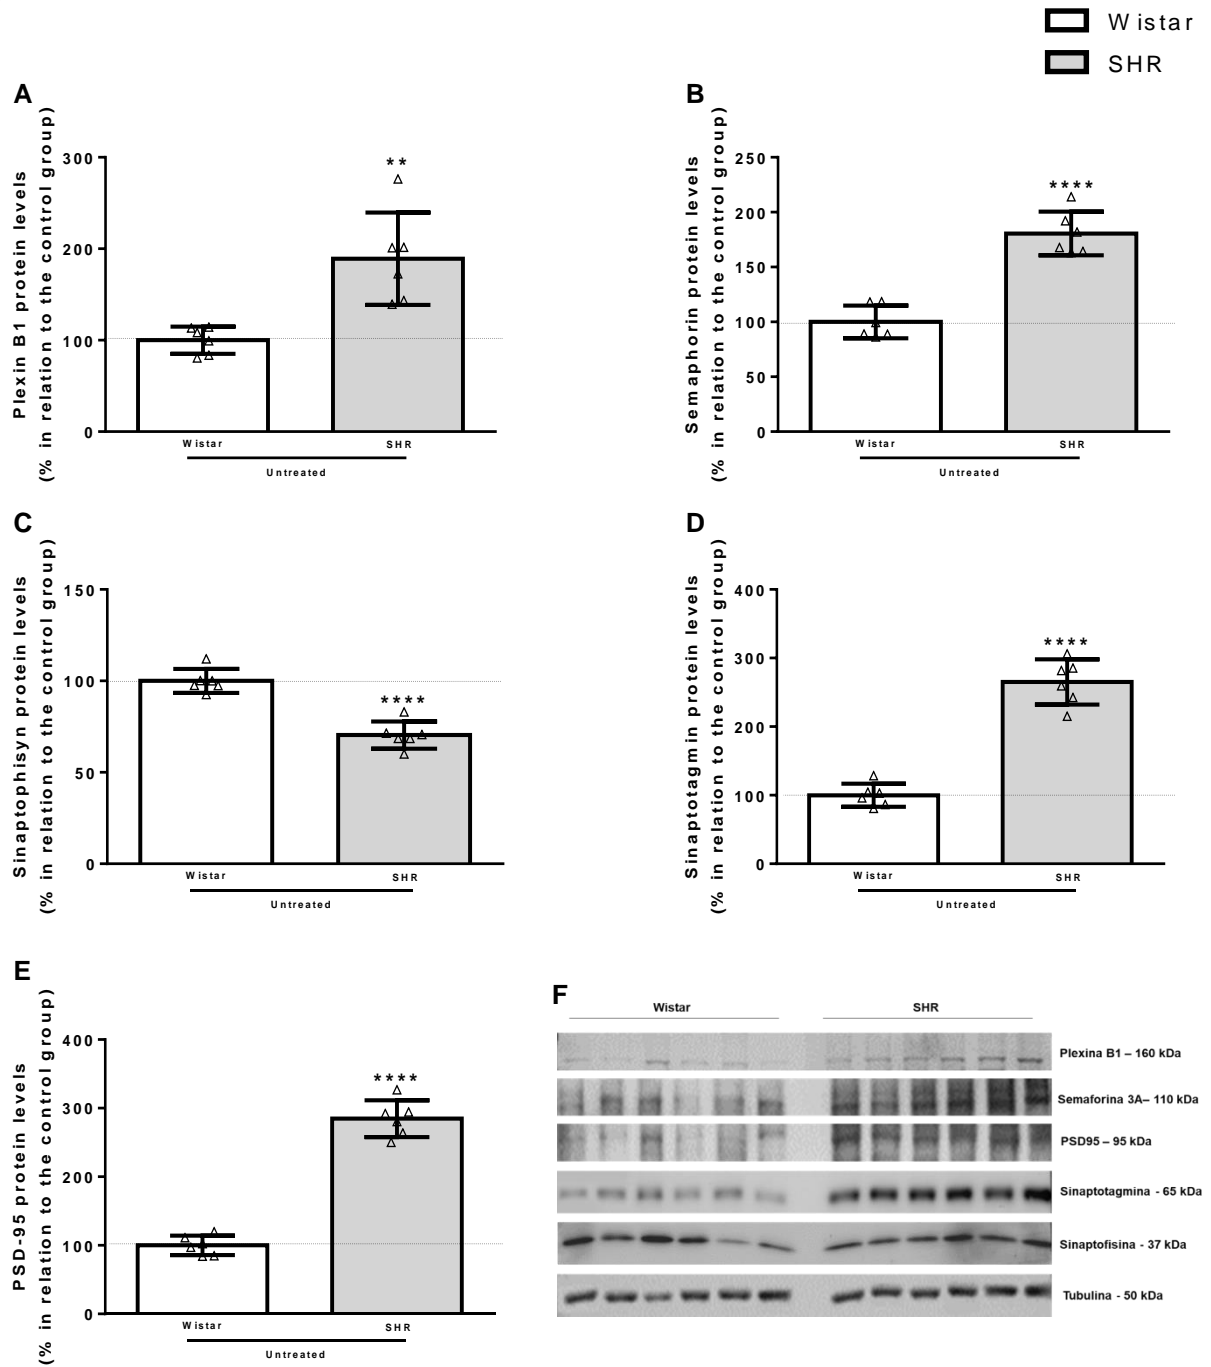 Wistar
SHR
A
Plexin B1 protein levels
(% in relation to the control group)
300
200
100
0
**
Wistar
SHR
Untreated
B
Semaphorin protein levels
(% in relation to the control group)
250
200
150
100
50
0
****
Wistar
SHR
Untreated
C
Sinaptophisyn protein levels
(% in relation to the control group)
150
100
50
0
****
Wistar
SHR
Untreated
D
Sinaptotagmin protein levels
(% in relation to the control group)
400
300
200
100
0
****
Wistar
SHR
Untreated
E
PSD-95 protein levels
(% in relation to the control group)
400
300
200
100
0
****
Wistar
SHR
Untreated
F
Wistar
SHR
Plexina B1 – 160 kDa
Semaforina 3A– 110 kDa
PSD95 – 95 kDa
Sinaptotagmina - 65 kDa
Sinaptofisina - 37 kDa
Tubulina - 50 kDa